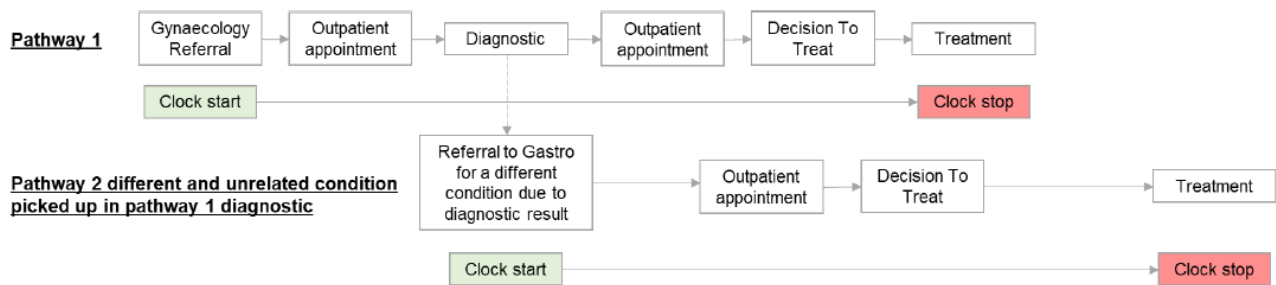 Pathway 1
Gynaecology
Referral
Outpatient
appointment
Diagnostic
Outpatient
appointment
Decision To
Treat
Treatment
Clock start
Clock stop
Pathway 2 different and unrelated condition
picked up in pathway 1 diagnostic
Referral to Gastro
for a different
condition due to
diagnostic result
Outpatient
appointment
Decision To
Treat
Treatment
Clock start
Clock stop